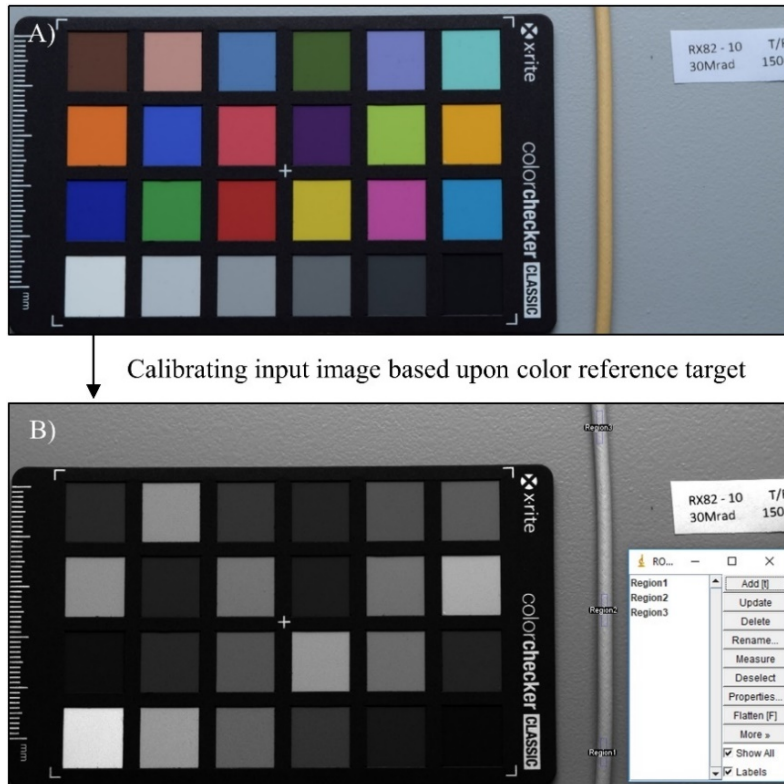 A)
x-rite
colorchecker CLASSIC
mm
RX82 - 10 T/
30Mrad 150
Calibrating input image based upon color reference target
B)
x-rite
colorchecker CLASSIC
mm
RX82 - 10 T/
30Mrad 150
Region3
Region2
Region1
RO...
Region1
Region2
Region3
Add [t]
Update
Delete
Rename...
Measure
Deselect
Properties...
Flatten [F]
More »
Show All
Labels